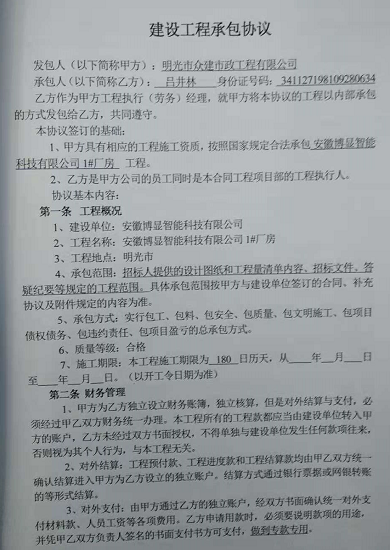 建设工程承包协议
发包人（以下简称甲方）：明光市众建市政工程有限公司
承包人（以下简称乙方）：吕井林 身份证号码：341127198109280634
乙方作为甲方工程执行（劳务）经理，就甲方将本协议的工程以内部承包
的方式发包给乙方，共同遵守。
本协议签订的基础：
1、甲方具有相应的工程施工资质，按照国家规定合法承包 安徽博显智能
科技有限公司 1#厂房 工程。
2、乙方是甲方公司的员工同时是本合同工程项目部的工程执行人。
协议基本内容：
第一条 工程概况
1、建设单位：安徽博显智能科技有限公司
2、工程名称：安徽博显智能科技有限公司 1#厂房
3、工程地点：明光市
4、承包范围：招标人提供的设计图纸和工程量清单内容、招标文件、答
疑纪要等规定的工程范围。具体承包范围按甲方与建设单位签订的合同、补充
协议及附件规定的内容为准。
5、承包方式：实行包工、包料、包安全、包质量、包文明施工、包项目
债权债务、包违约责任、包项目盈亏的总承包方式。
6、质量等级：合格
7、施工期限：本工程施工期限为 180 日历天，从____年__月__日
至____年__月__日。（以开工令日期为准）
第二条 财务管理
1、甲方为乙方独立设立财务账簿，独立核算，但是对外结算与支付，必
须经过甲乙双方财务统一办理。本工程所有的工程款都应当由建设单位转入甲
方的账户，乙方未经过双方书面授权，不得单独与建设单位发生任何款项往来，
否则视为其个人行为，与本工程无关。
2、对外结算：工程预付款、工程进度款和工程结算款均由甲乙双方统一
确认结算进入甲方为乙方设立的独立账户。结算方式通过银行票据或网银转账
的等形式结算。
3、对外支付：由甲方通过乙方的独立账户，经双方书面确认统一对外支
付材料款、人员工资等各项费用。乙方申请用款时，必须要说明款项的用途，
并凭甲乙双方负责人签名的书面支付书方可支付，做到专款专用。